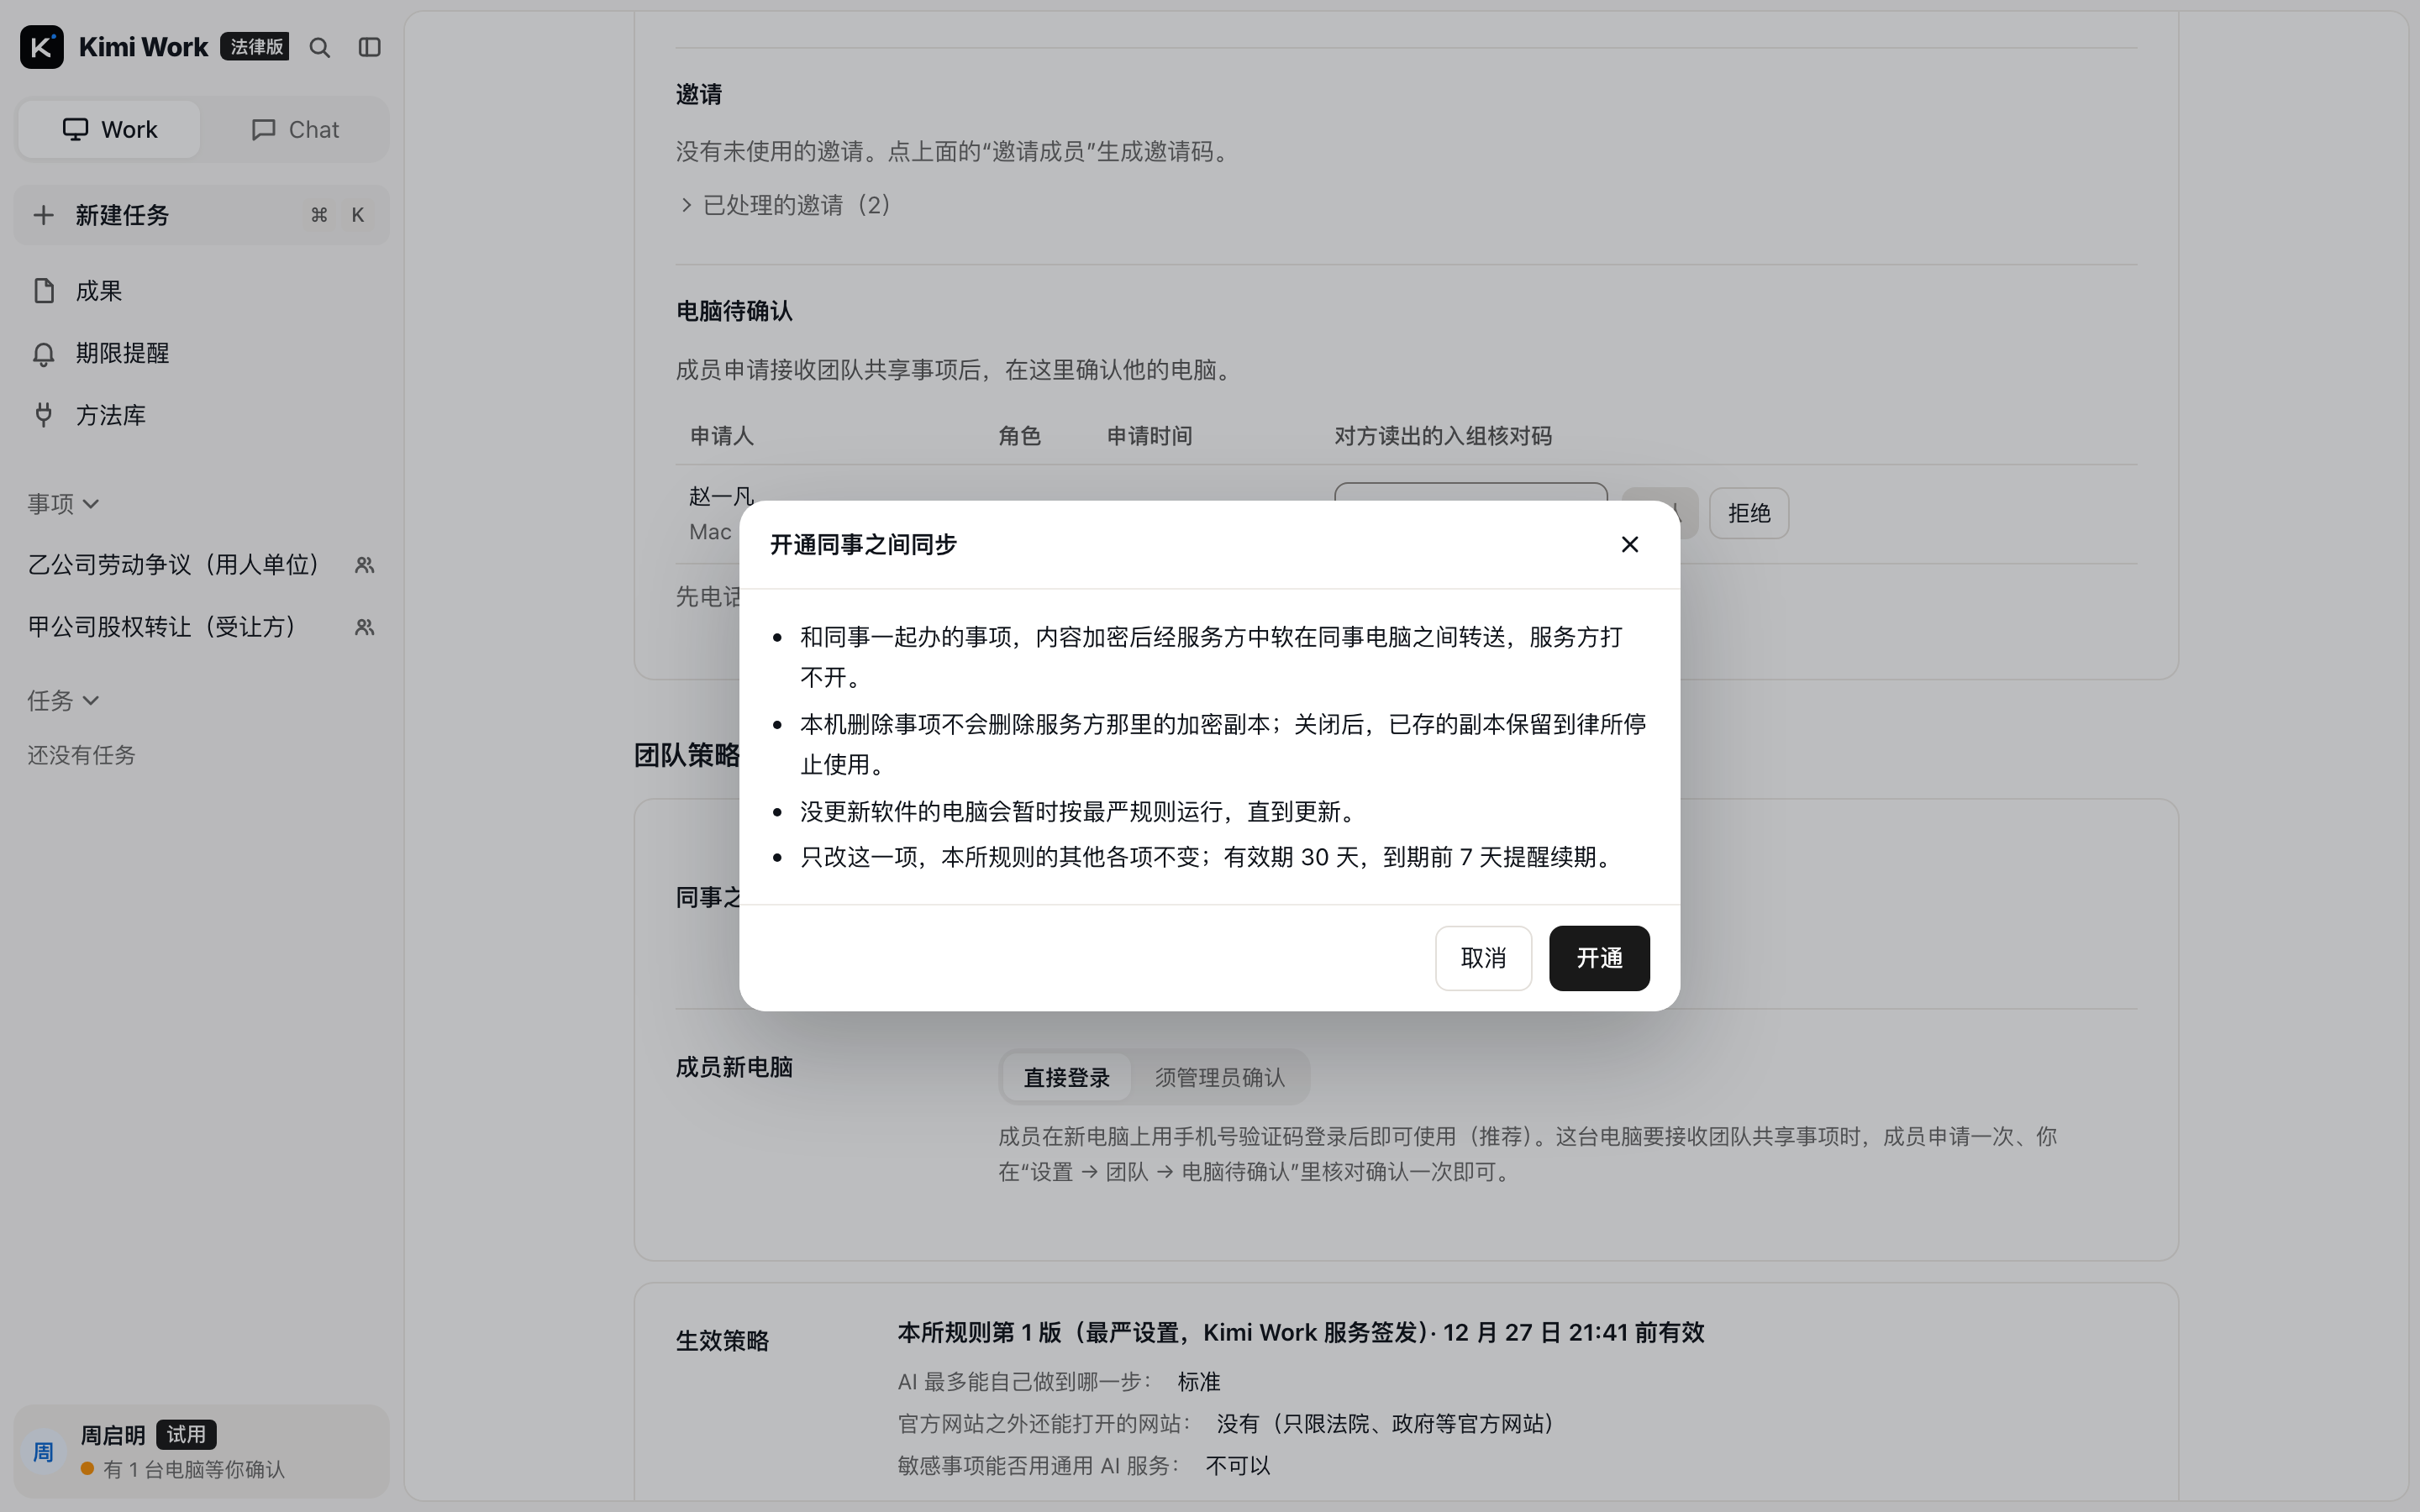 Kimi Work 法律版
Work
Chat
新建任务 ⌘ K
成果
期限提醒
方法库
事项
乙公司劳动争议（用人单位）
甲公司股权转让（受让方）
任务
还没有任务
周 周启明 试用
有 1 台电脑等你确认
邀请
没有未使用的邀请。点上面的“邀请成员”生成邀请码。
已处理的邀请（2）
电脑待确认
成员申请接收团队共享事项后，在这里确认他的电脑。
申请人 角色 申请时间 对方读出的入组核对码
赵一凡
Mac
拒绝
先电话
开通同事之间同步
和同事一起办的事项，内容加密后经服务方中软在同事电脑之间转送，服务方打
不开。
本机删除事项不会删除服务方那里的加密副本；关闭后，已存的副本保留到律所停
止使用。
没更新软件的电脑会暂时按最严规则运行，直到更新。
只改这一项，本所规则的其他各项不变；有效期 30 天，到期前 7 天提醒续期。
取消 开通
团队策略
同事之
成员新电脑
直接登录 须管理员确认
成员在新电脑上用手机号验证码登录后即可使用（推荐）。这台电脑要接收团队共享事项时，成员申请一次、你
在“设置 → 团队 → 电脑待确认”里核对确认一次即可。
生效策略
本所规则第 1 版（最严设置，Kimi Work 服务签发）· 12 月 27 日 21:41 前有效
AI 最多能自己做到哪一步： 标准
官方网站之外还能打开的网站： 没有（只限法院、政府等官方网站）
敏感事项能否用通用 AI 服务： 不可以